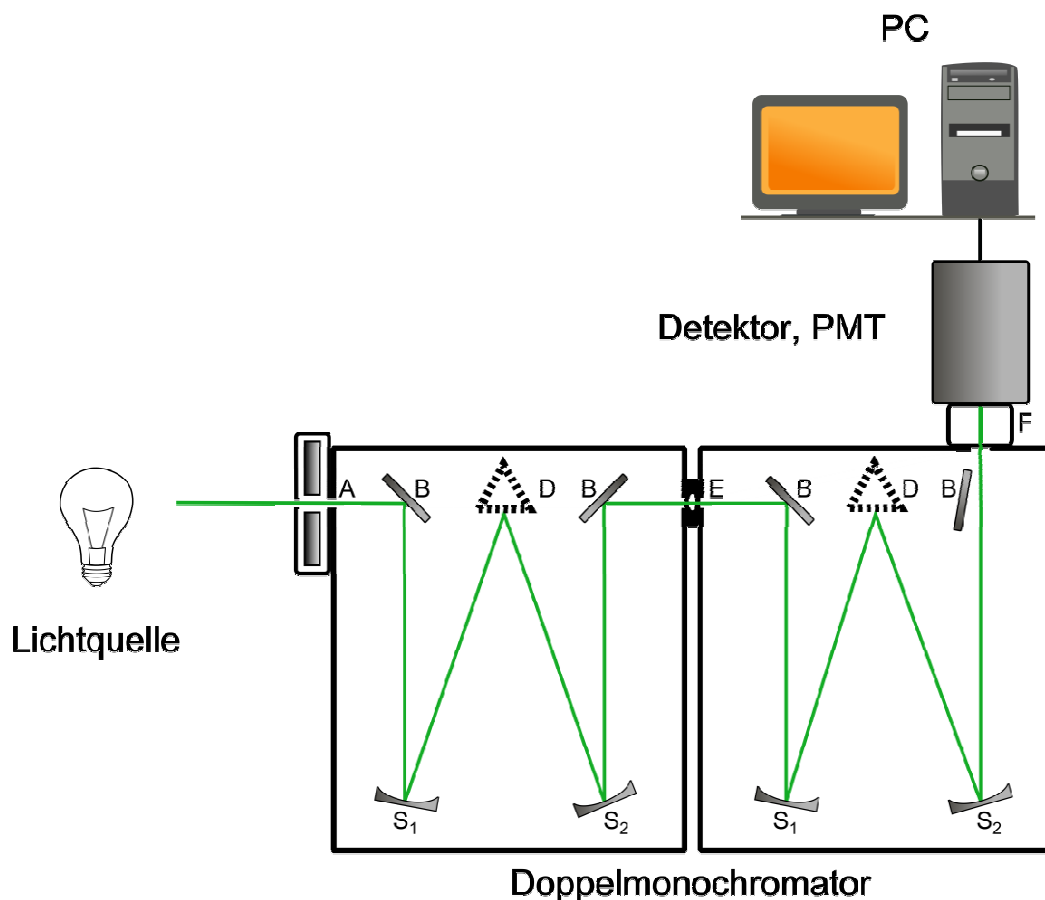 PC
Detektor, PMT
F
A B D B E B D B
Lichtquelle
S₁ S₂ S₁ S₂
Doppelmonochromator